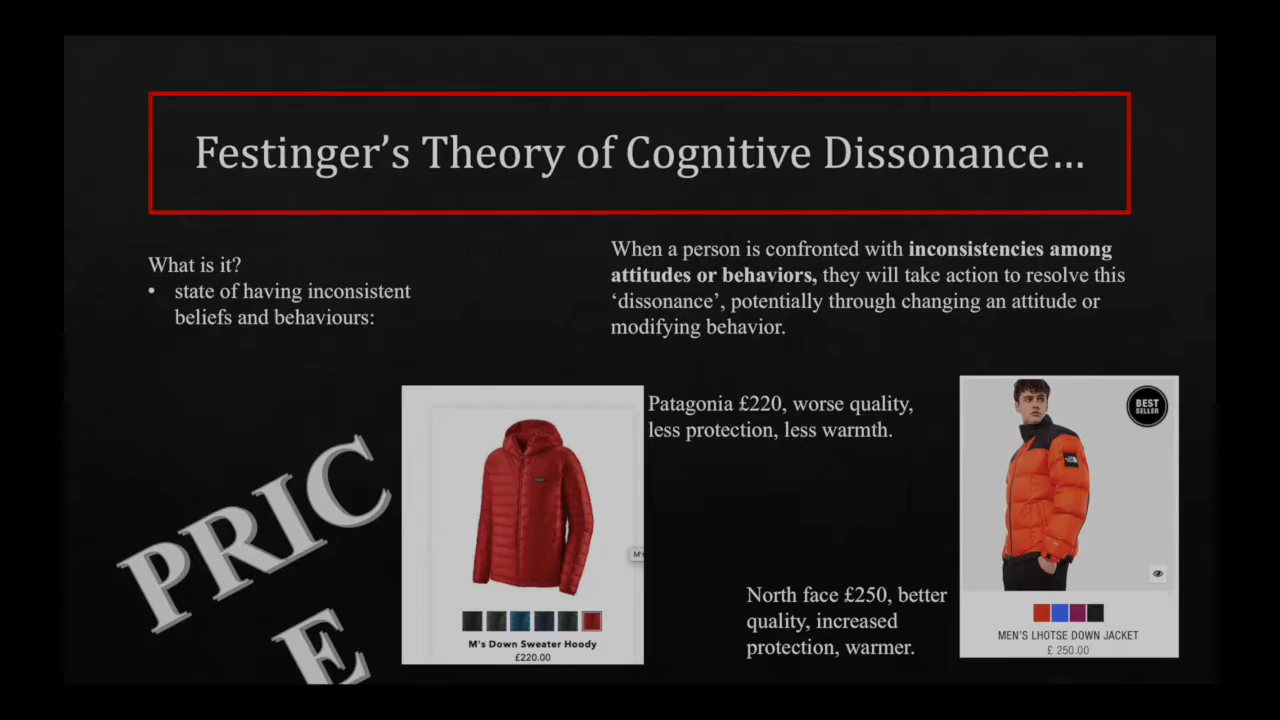 Festinger’s Theory of Cognitive Dissonance…
What is it?
• state of having inconsistent
beliefs and behaviours:
When a person is confronted with inconsistencies among
attitudes or behaviors, they will take action to resolve this
‘dissonance’, potentially through changing an attitude or
modifying behavior.
PRIC
E
M's
M's Down Sweater Hoody
£220.00
Patagonia £220, worse quality,
less protection, less warmth.
North face £250, better
quality, increased
protection, warmer.
BEST
SELLER
MEN'S LHOTSE DOWN JACKET
£ 250.00